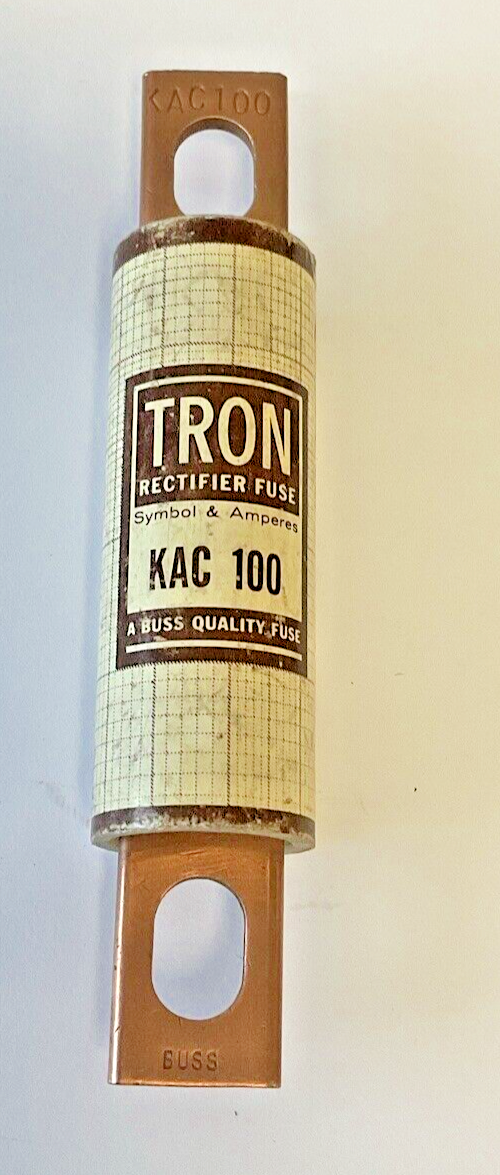 KAC100
TRON
RECTIFIER FUSE
Symbol & Amperes
KAC 100
A BUSS QUALITY FUSE
BUSS